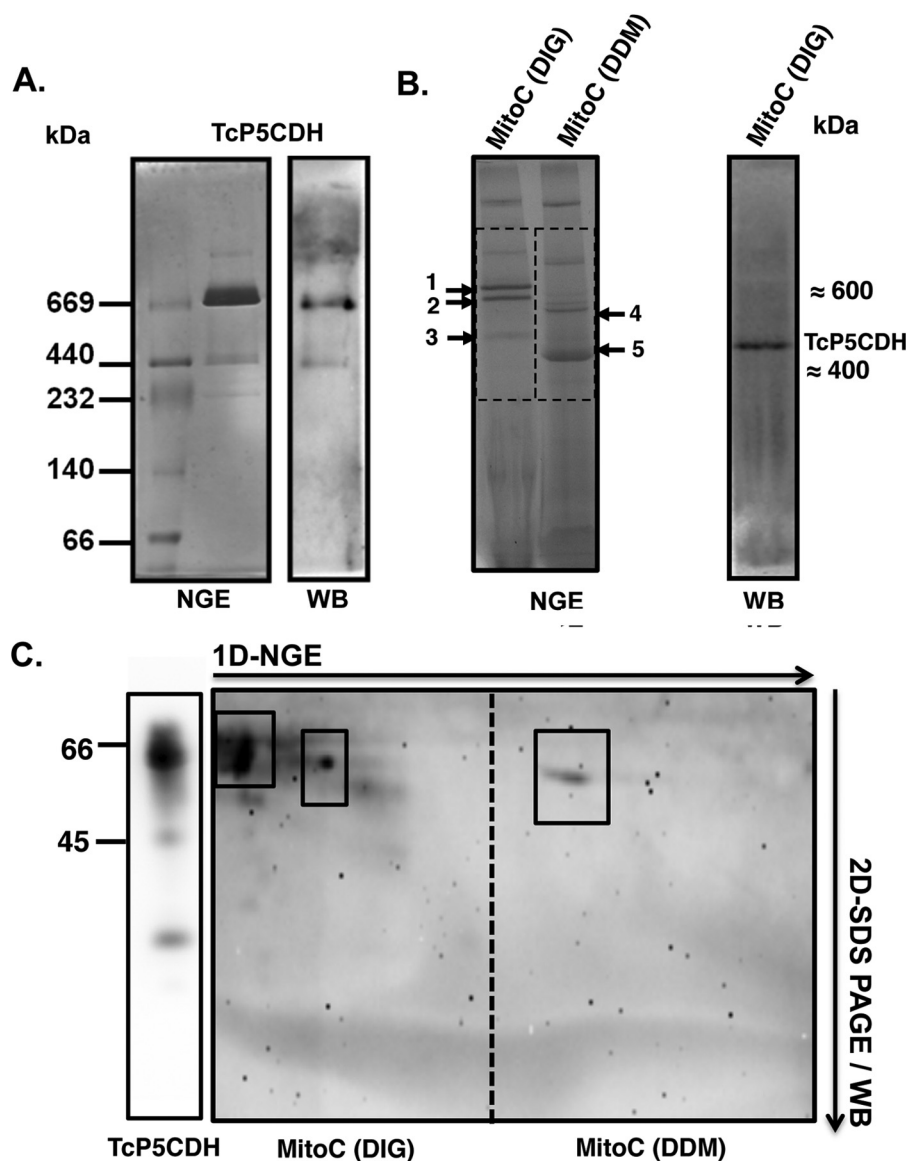 A.
kDa
TcP5CDH
669
440
232
140
66
NGE
WB
B.
MitoC (DIG)
MitoC (DDM)
MitoC (DIG)
kDa
1
2
3
4
5
≈ 600
TcP5CDH
≈ 400
NGE
WB
C.
1D-NGE
66
45
2D-SDS PAGE / WB
TcP5CDH
MitoC (DIG)
MitoC (DDM)